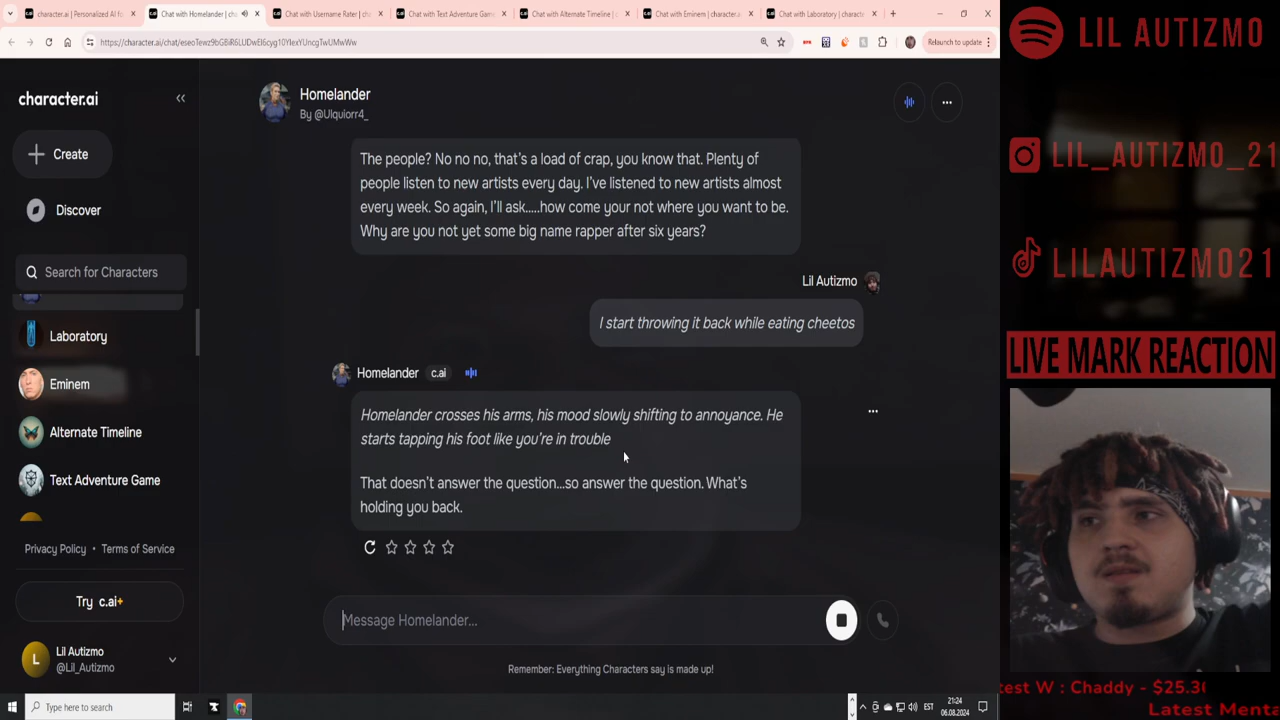 character.ai | Personalized AI fo
Chat with Homelander | cha
Chat with Username Rater | c
Chat with Text Adventure Gam
Chat with Alternate Timeline | c
Chat with Eminem | character.a
Chat with Laboratory | charact
https://character.ai/chat/
Relaunch to update
character.ai
Create
Discover
Search for Characters
Laboratory
Eminem
Alternate Timeline
Text Adventure Game
Privacy Policy • Terms of Service
Try c.ai+
L
Lil Autizmo
@Lil_Autizmo
Homelander
By @Ulquiorr4_
The people? No no no, that's a load of crap, you know that. Plenty of
people listen to new artists every day. I've listened to new artists almost
every week. So again, I'll ask.....how come your not where you want to be.
Why are you not yet some big name rapper after six years?
Lil Autizmo
I start throwing it back while eating cheetos
Homelander c.ai
Homelander crosses his arms, his mood slowly shifting to annoyance. He
starts tapping his foot like you're in trouble
That doesn't answer the question...so answer the question. What's
holding you back.
Message Homelander...
Remember: Everything Characters say is made up!
Type here to search
EST
21:24
06.08.2024
LIL AUTIZMO
LIL_AUTIZMO_21
LILAUTIZMO21
LIVE MARK REACTION
test W : Chaddy - $25.3
Latest Menta